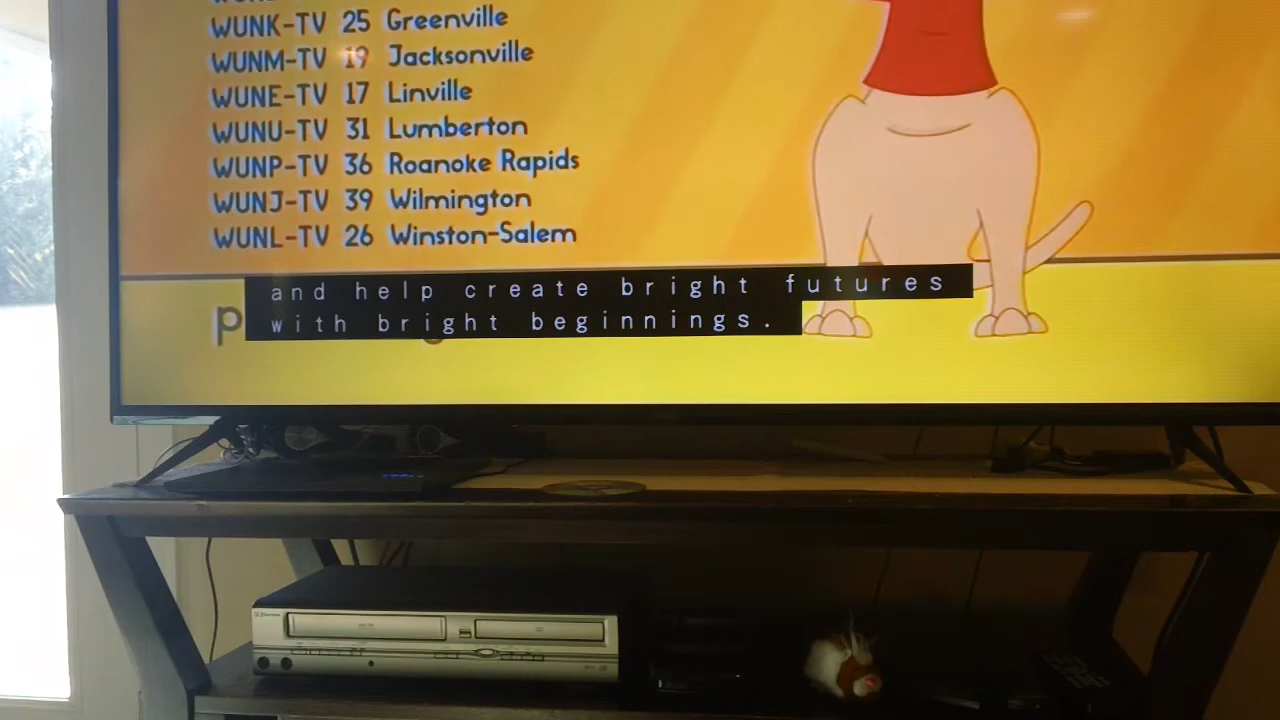 WUNK-TV 25 Greenville
WUNM-TV 19 Jacksonville
WUNE-TV 17 Linville
WUNU-TV 31 Lumberton
WUNP-TV 36 Roanoke Rapids
WUNJ-TV 39 Wilmington
WUNL-TV 26 Winston-Salem
and help create bright futures
with bright beginnings.